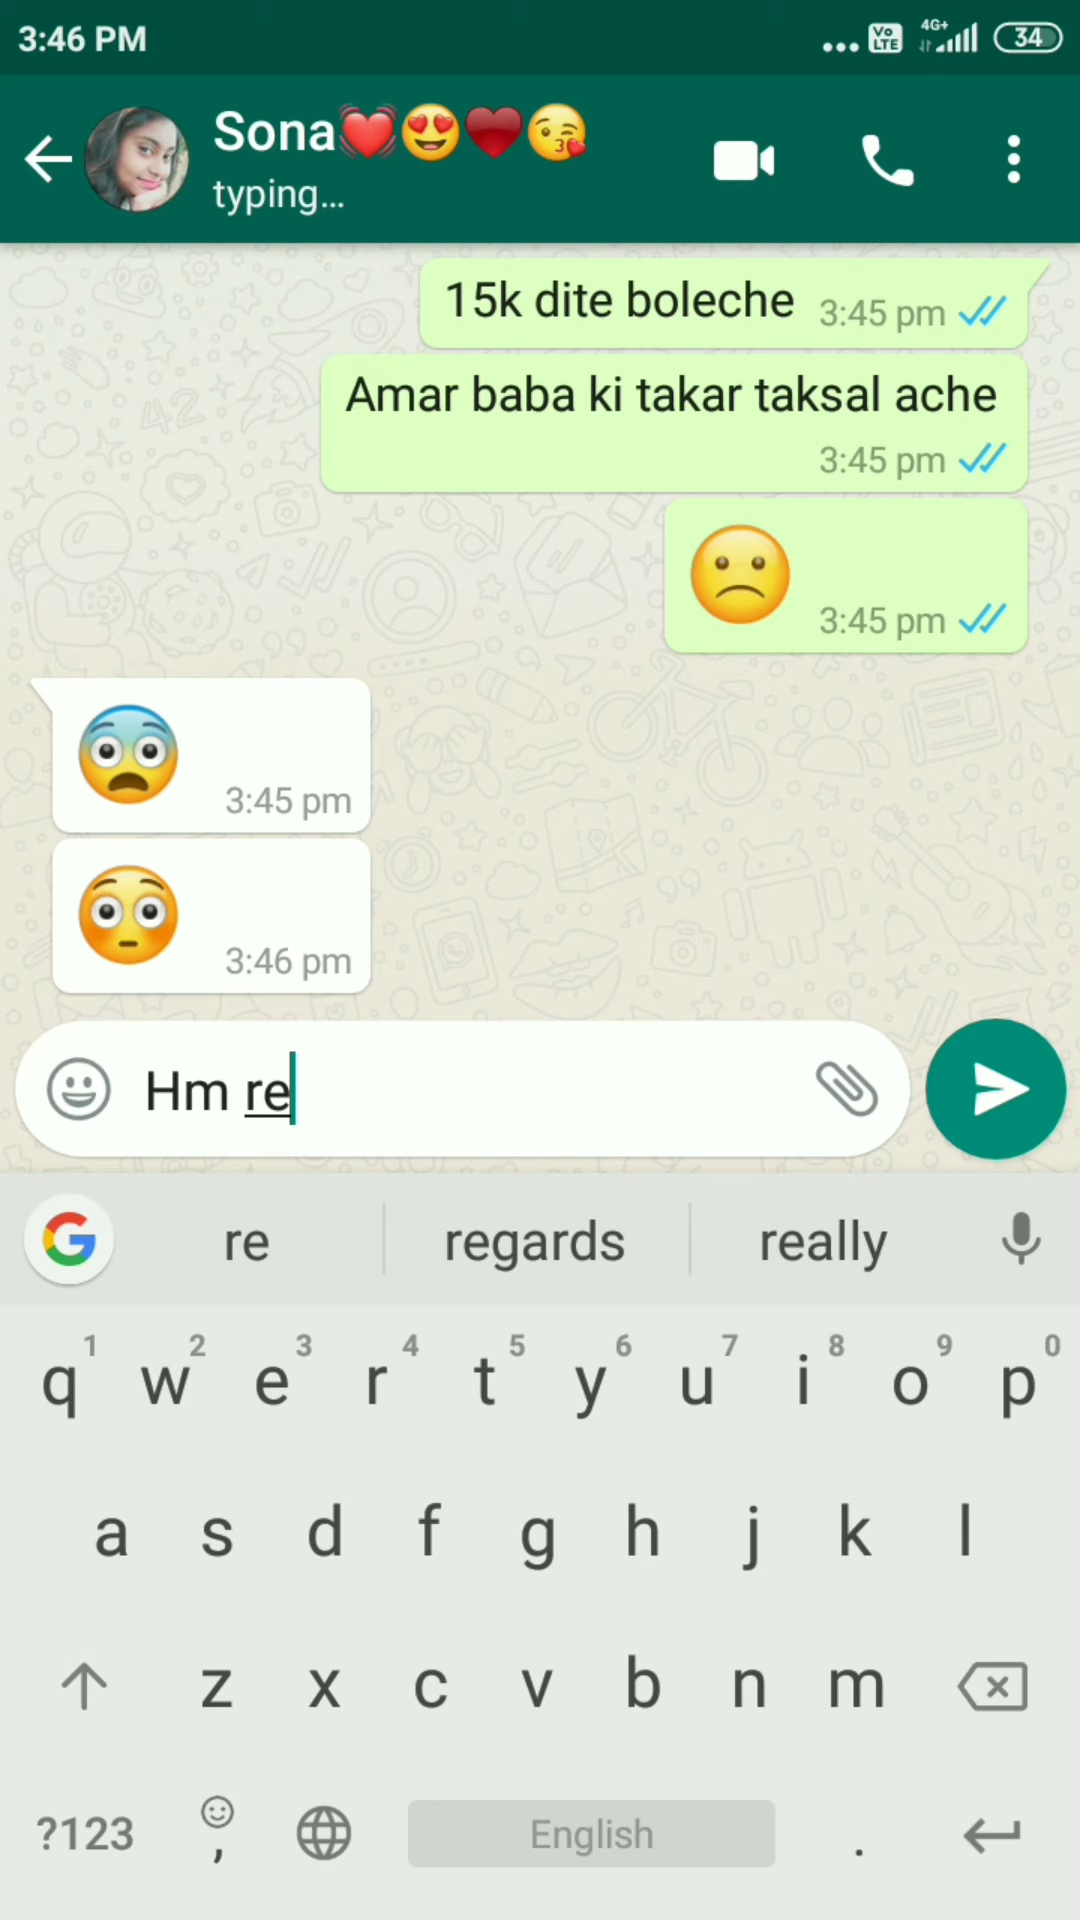 3:46 PM
Vo LTE 4G+ 34
Sona💓😍♥️😘
typing...
15k dite boleche 3:45 pm
Amar baba ki takar taksal ache
3:45 pm
🙁 3:45 pm
😨 3:45 pm
😳 3:46 pm
Hm re
G re regards really
1 2 3 4 5 6 7 8 9 0
q w e r t y u i o p
a s d f g h j k l
z x c v b n m
?123 , English .